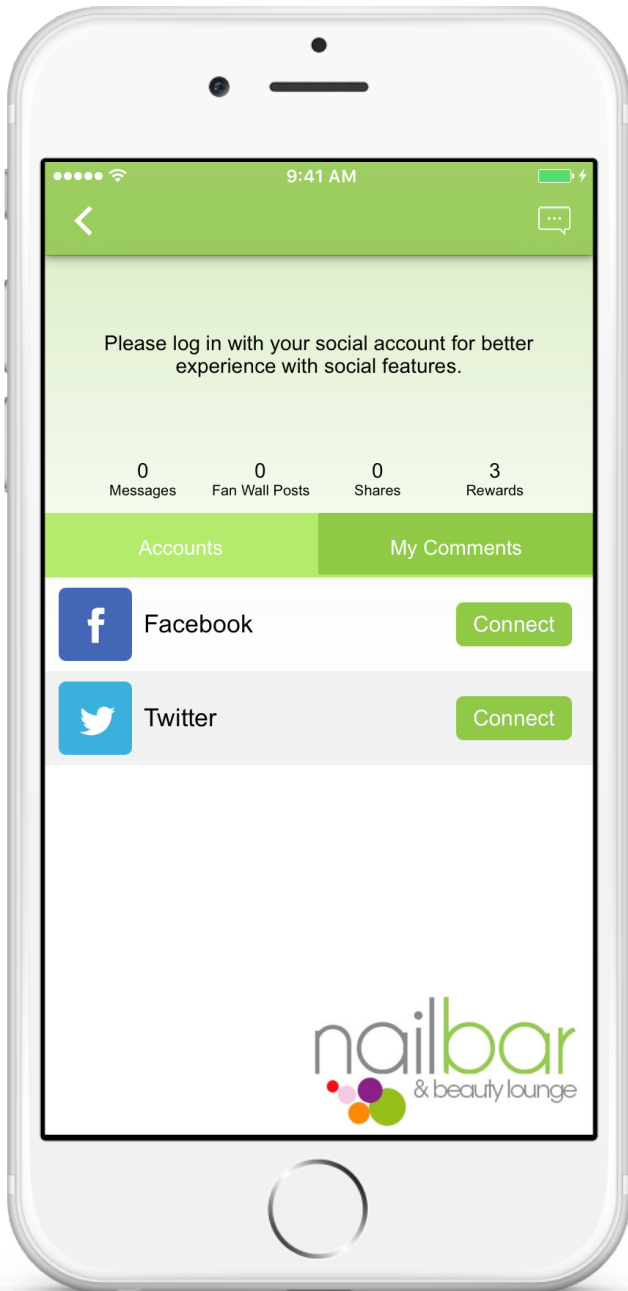 9:41 AM
Please log in with your social account for better
experience with social features.
0 0 0 3
Messages Fan Wall Posts Shares Rewards
Accounts My Comments
f Facebook Connect
Twitter Connect
nailbar
& beauty lounge